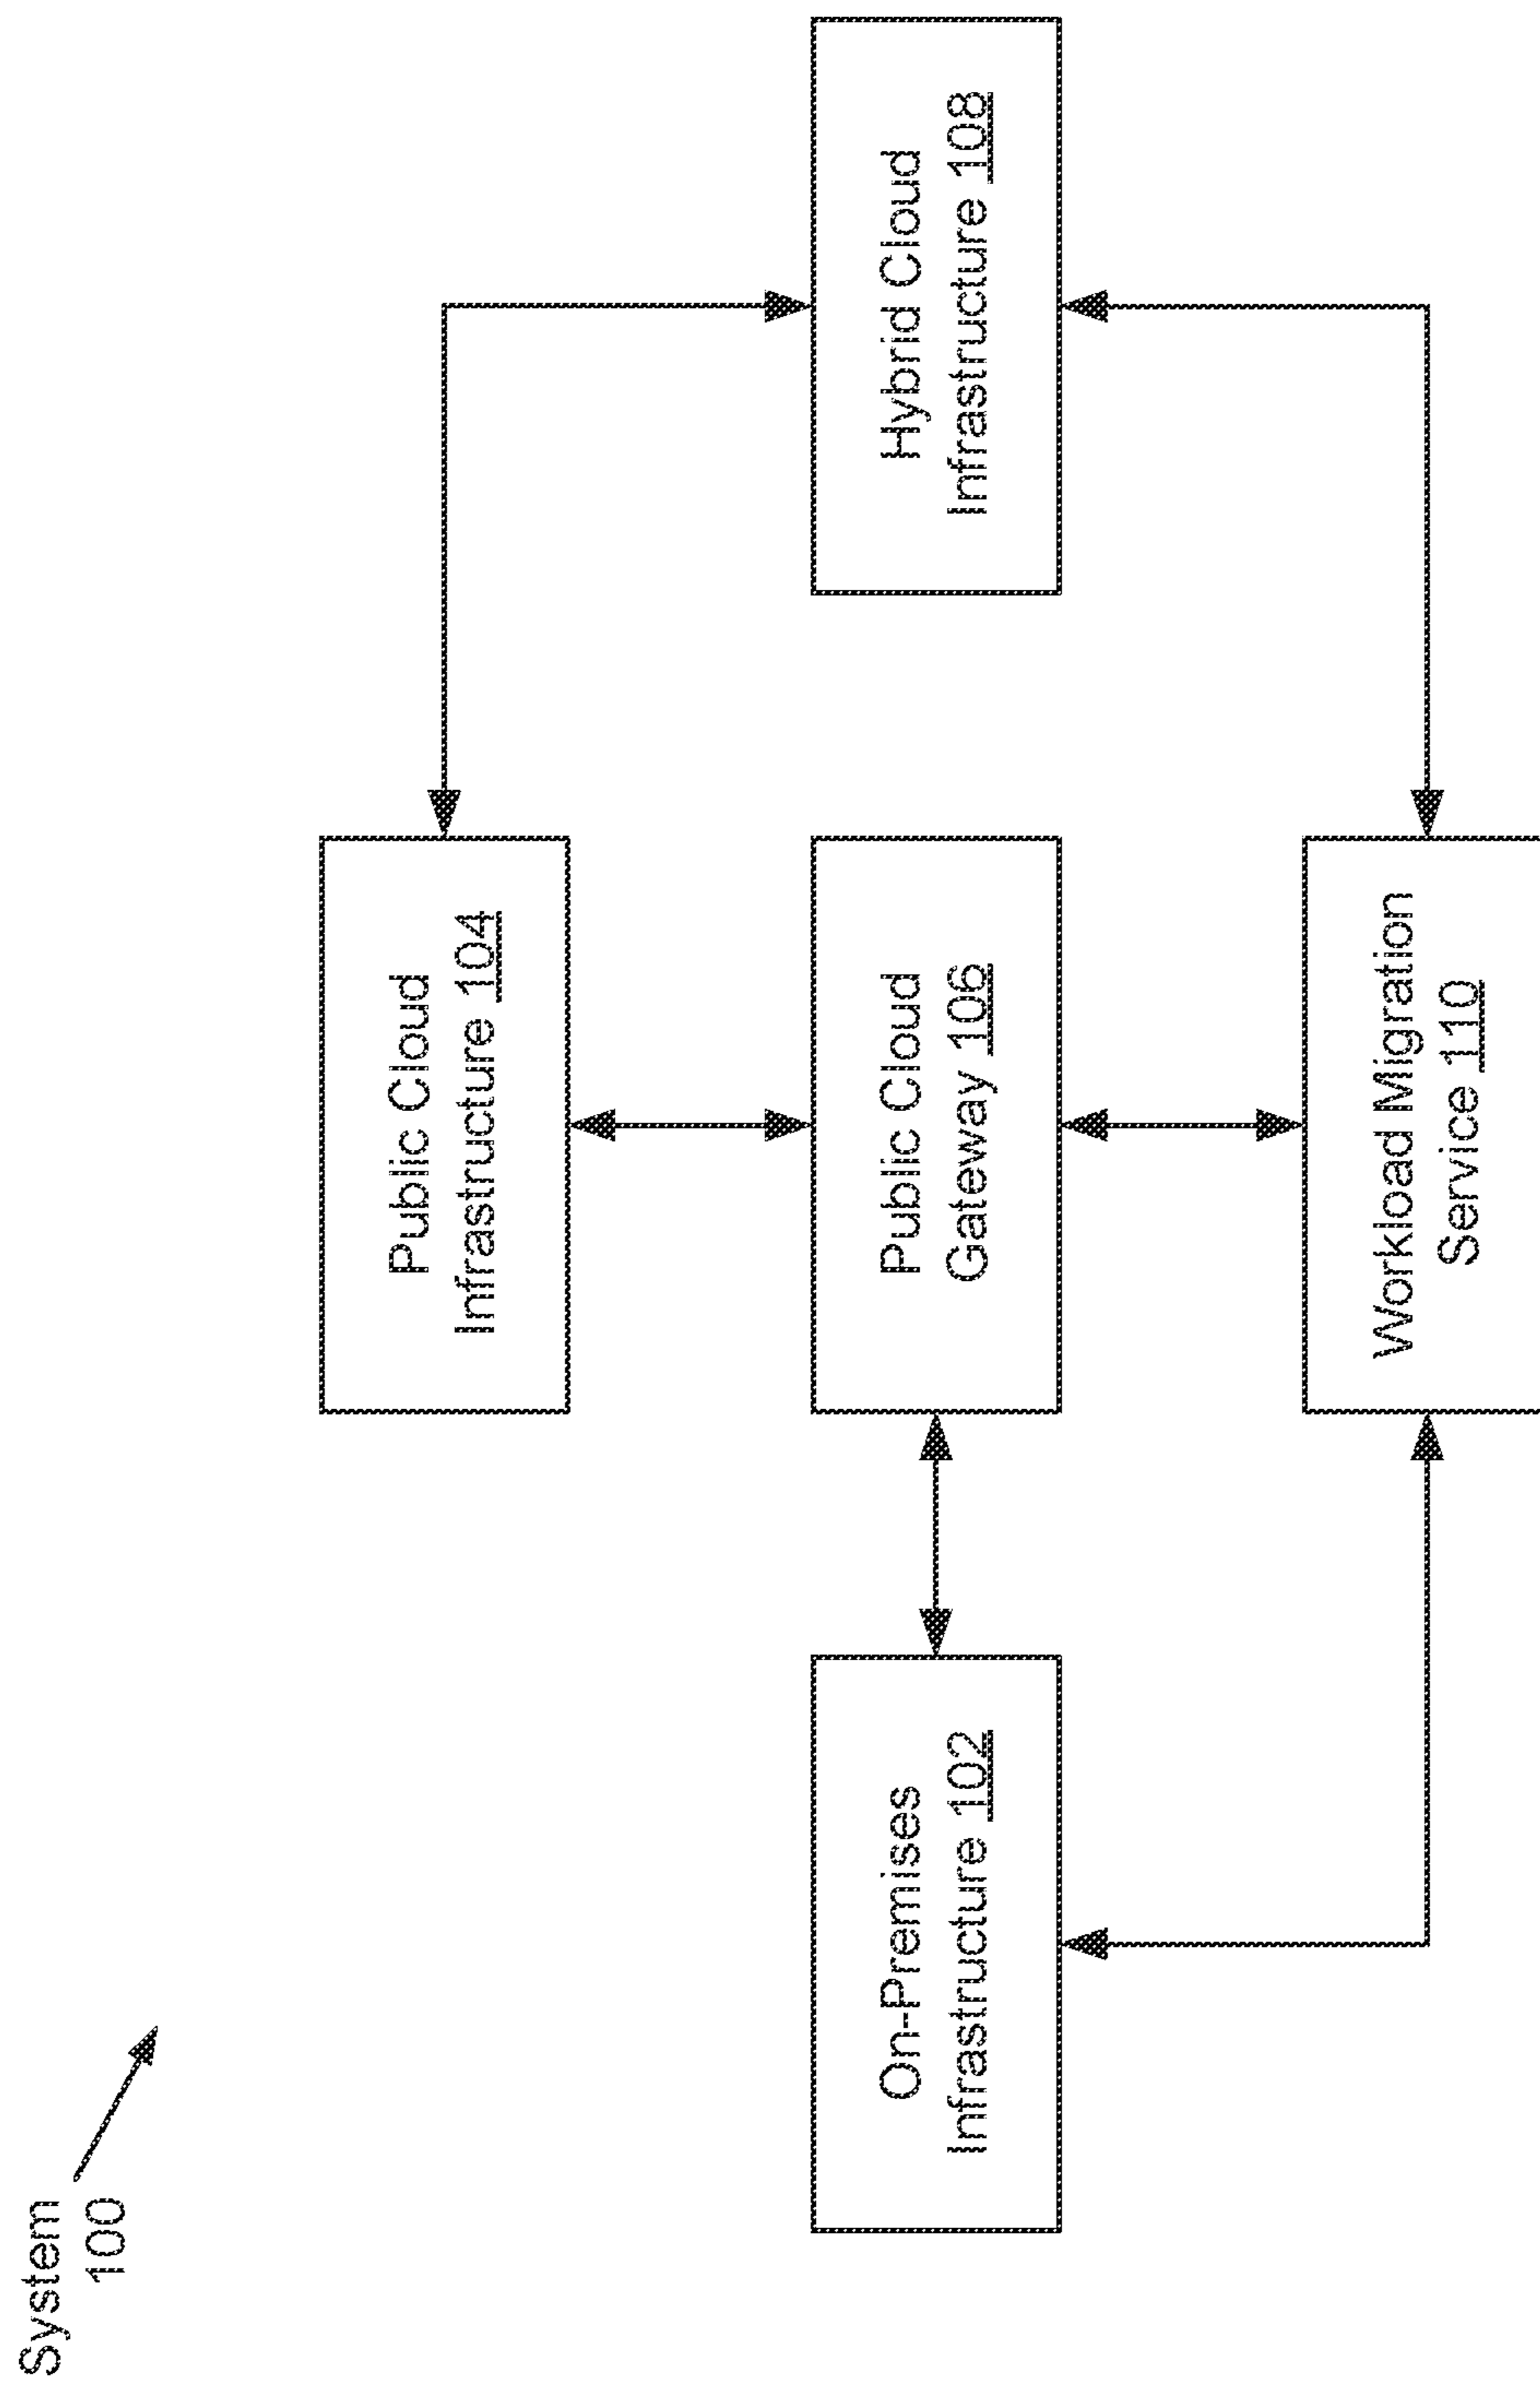 System
100
Public Cloud
Infrastructure 104
On-Premises
Infrastructure 102
Public Cloud
Gateway 106
Hybrid Cloud
Infrastructure 108
Workload Migration
Service 110